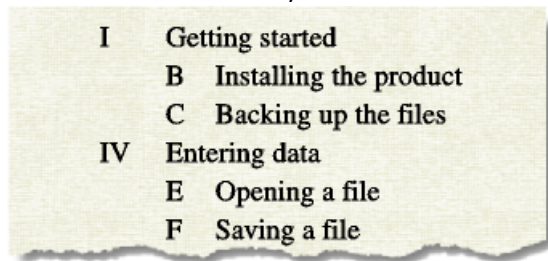 I Getting started
B Installing the product
C Backing up the files
IV Entering data
E Opening a file
F Saving a file